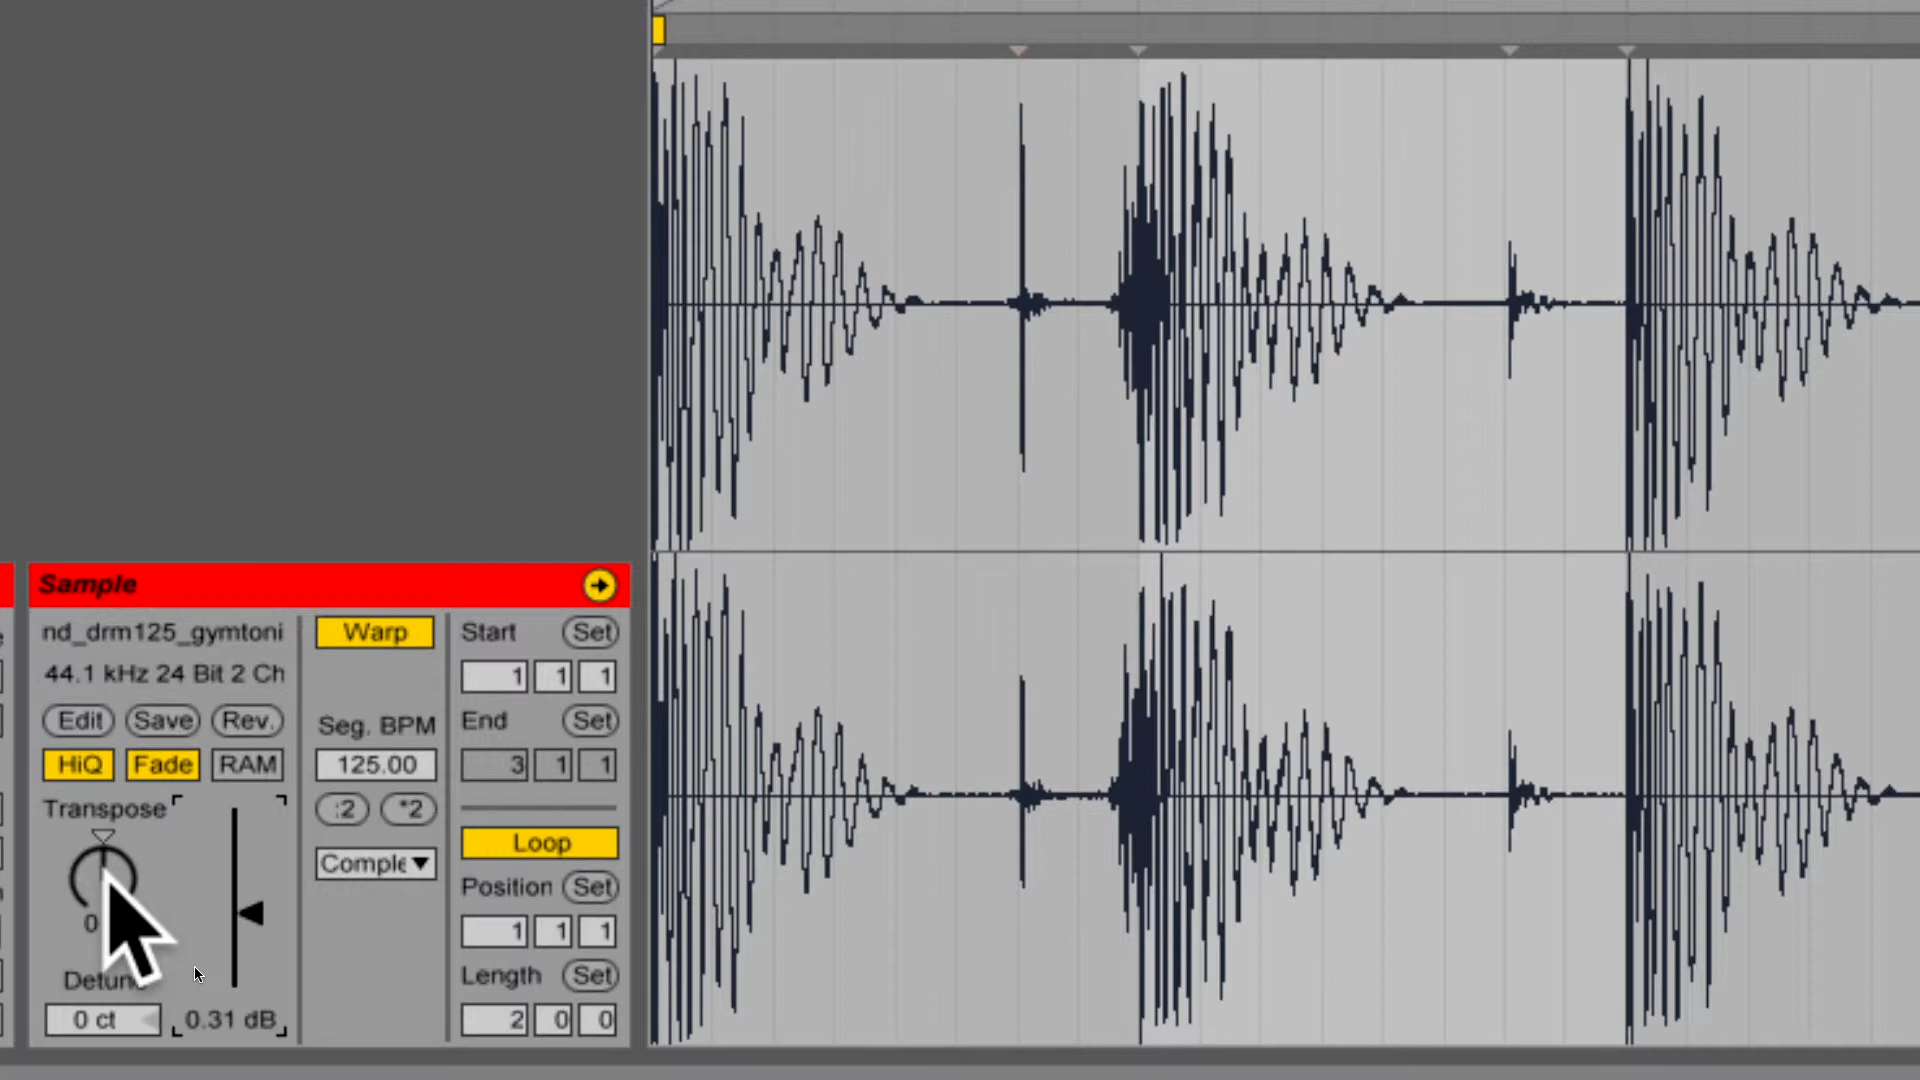 Sample
nd_drm125_gymtoni
44.1 kHz 24 Bit 2 Ch
Edit Save Rev.
HiQ Fade RAM
Transpose
0
0 ct
0.31 dB
Warp
Seg. BPM
125.00
:2 *2
Comple
Start Set
1 1 1
End Set
3 1 1
Loop
Position Set
1 1 1
Length Set
2 0 0